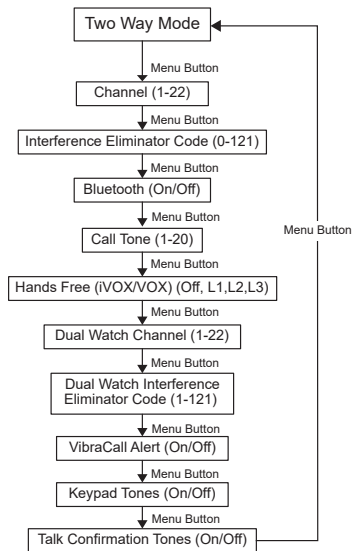 Two Way Mode
Menu Button
Channel (1-22)
Menu Button
Interference Eliminator Code (0-121)
Menu Button
Bluetooth (On/Off)
Menu Button
Call Tone (1-20)
Menu Button
Menu Button
Hands Free (iVOX/VOX) (Off, L1,L2,L3)
Menu Button
Dual Watch Channel (1-22)
Menu Button
Dual Watch Interference
Eliminator Code (1-121)
Menu Button
VibraCall Alert (On/Off)
Menu Button
Keypad Tones (On/Off)
Menu Button
Talk Confirmation Tones (On/Off)